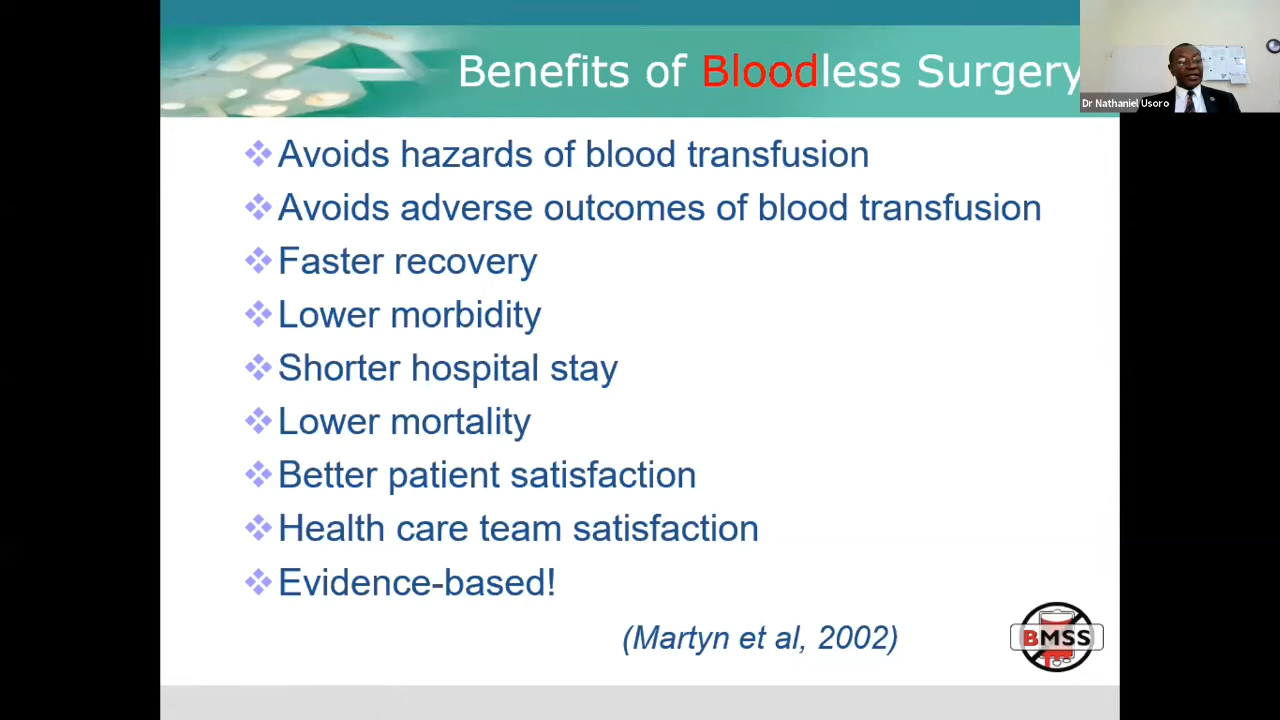 Benefits of Bloodless Surgery
Dr Nathaniel Usoro
Avoids hazards of blood transfusion
Avoids adverse outcomes of blood transfusion
Faster recovery
Lower morbidity
Shorter hospital stay
Lower mortality
Better patient satisfaction
Health care team satisfaction
Evidence-based!
(Martyn et al, 2002)
BMSS